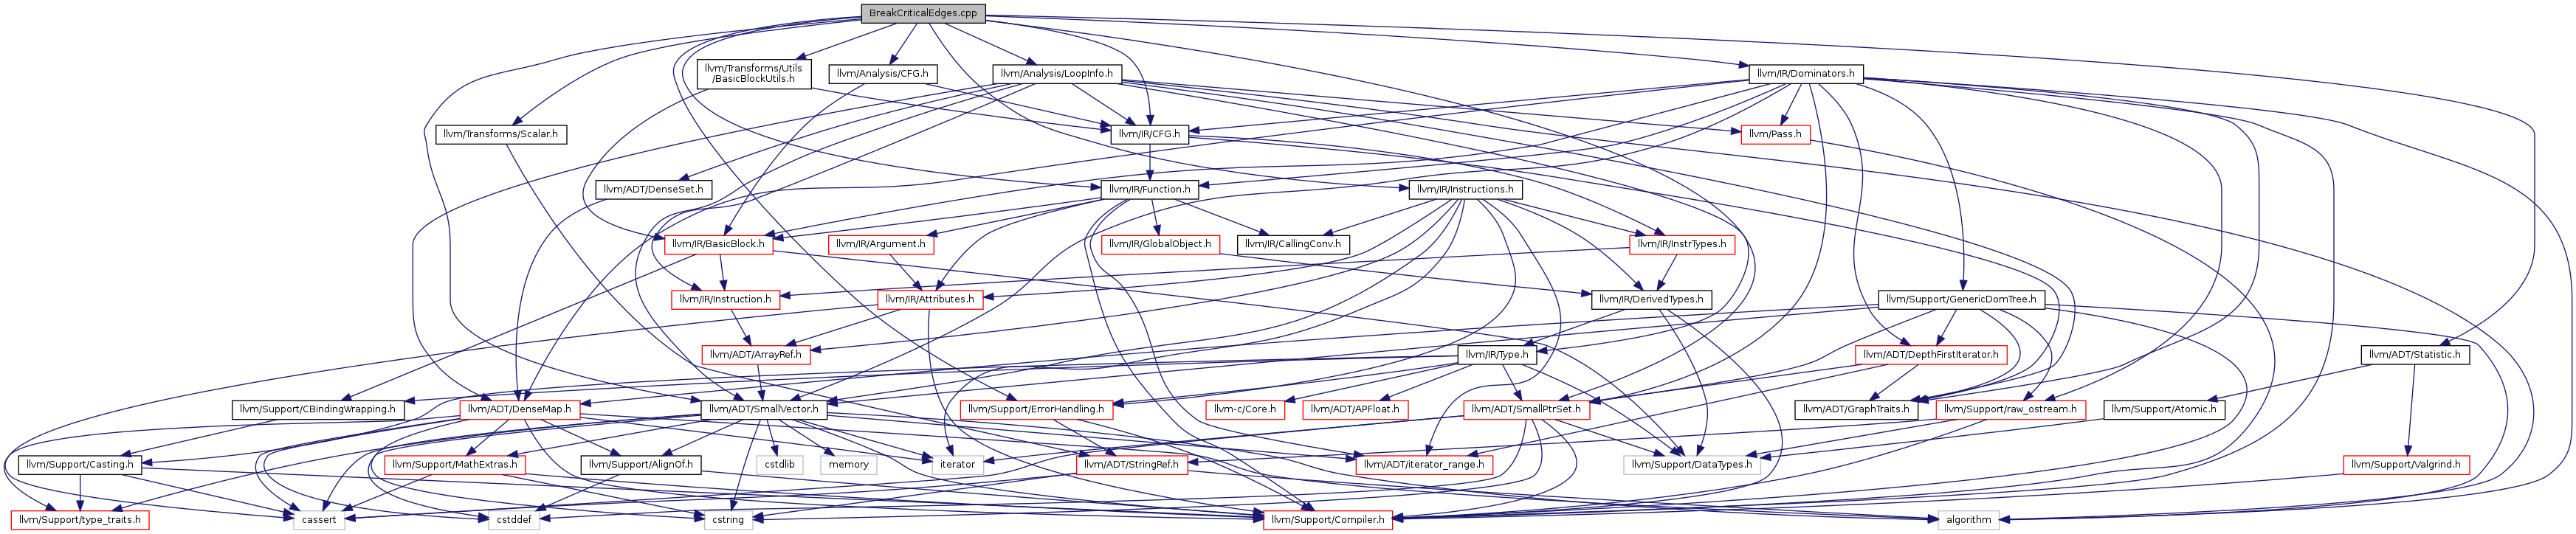 BreakCriticalEdges.cpp
llvm/Transforms/Utils
/BasicBlockUtils.h
llvm/Analysis/CFG.h
llvm/Analysis/LoopInfo.h
llvm/IR/Dominators.h
llvm/Transforms/Scalar.h
llvm/IR/CFG.h
llvm/Pass.h
llvm/ADT/DenseSet.h
llvm/IR/Function.h
llvm/IR/Instructions.h
llvm/IR/BasicBlock.h
llvm/IR/Argument.h
llvm/IR/GlobalObject.h
llvm/IR/CallingConv.h
llvm/IR/InstrTypes.h
llvm/IR/Instruction.h
llvm/IR/Attributes.h
llvm/IR/DerivedTypes.h
llvm/Support/GenericDomTree.h
llvm/ADT/ArrayRef.h
llvm/IR/Type.h
llvm/ADT/DepthFirstIterator.h
llvm/ADT/Statistic.h
llvm/Support/CBindingWrapping.h
llvm/ADT/DenseMap.h
llvm/ADT/SmallVector.h
llvm/Support/ErrorHandling.h
llvm-c/Core.h
llvm/ADT/APFloat.h
llvm/ADT/SmallPtrSet.h
llvm/ADT/GraphTraits.h
llvm/Support/raw_ostream.h
llvm/Support/Atomic.h
llvm/Support/Casting.h
llvm/Support/MathExtras.h
llvm/Support/AlignOf.h
cstdlib
memory
iterator
llvm/ADT/StringRef.h
llvm/ADT/iterator_range.h
llvm/Support/DataTypes.h
llvm/Support/Valgrind.h
llvm/Support/type_traits.h
cassert
cstddef
cstring
llvm/Support/Compiler.h
algorithm